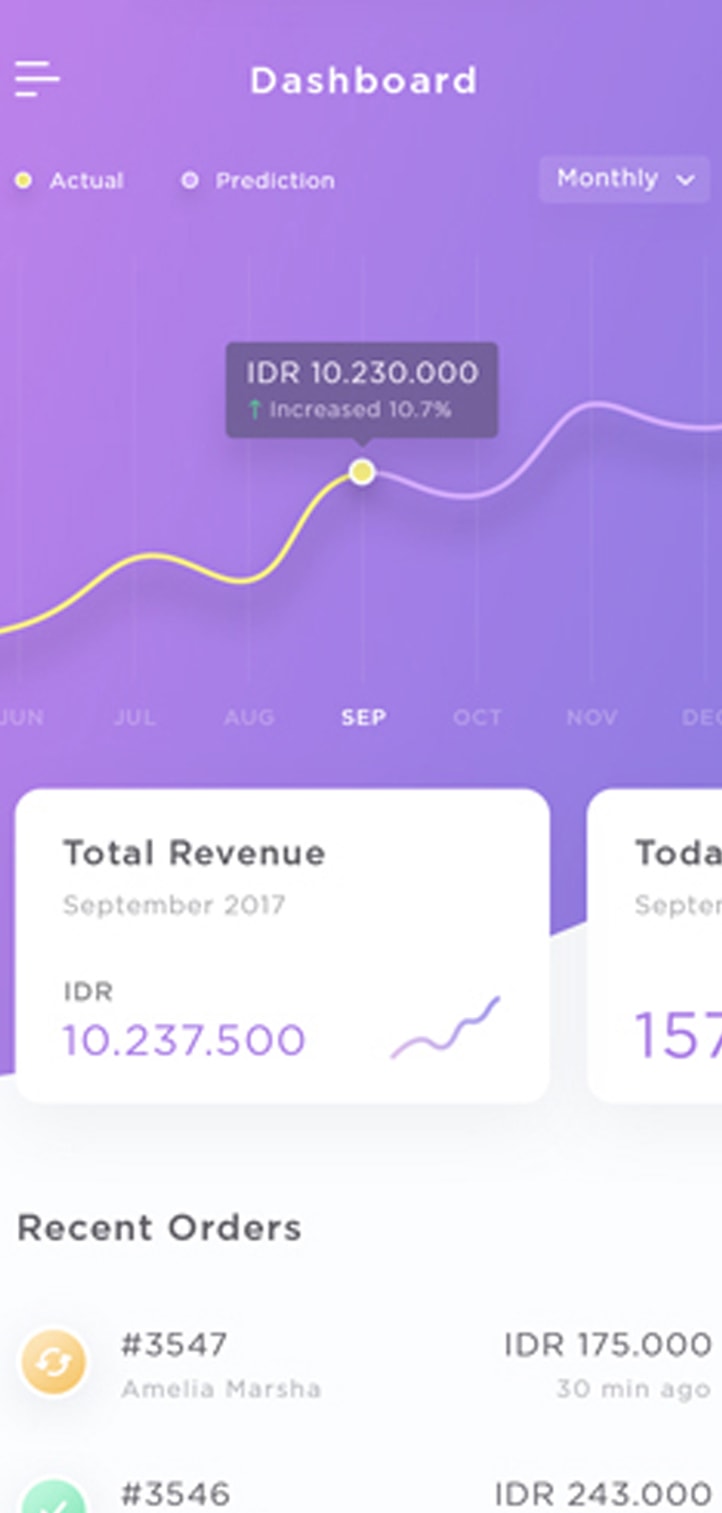 Dashboard
Actual
Prediction
Monthly
IDR 10.230.000
↑ Increased 10.7%
JUN JUL AUG SEP OCT NOV DEC
Total Revenue
September 2017
IDR
10.237.500
Toda
Septem
157
Recent Orders
#3547
IDR 175.000
Amelia Marsha
30 min ago
#3546
IDR 243.000